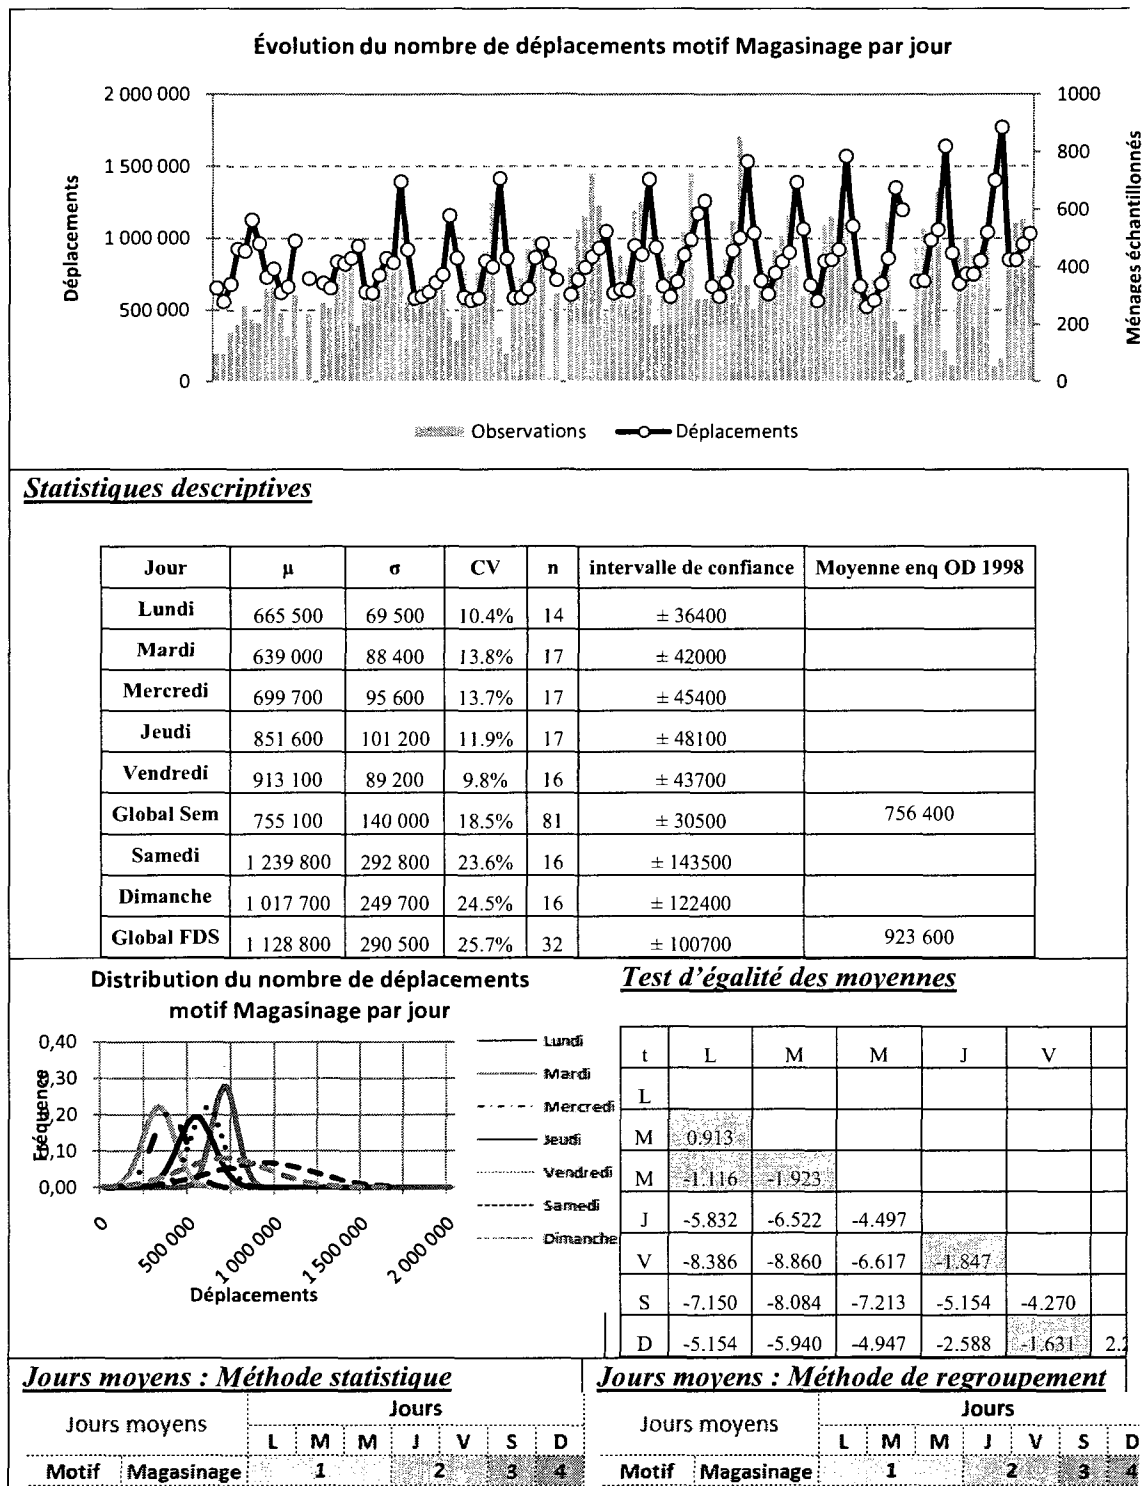 Évolution du nombre de déplacements motif Magasinage par jour
2 000 000
1 500 000
1 000 000
500 000
0
Déplacements
1000
800
600
400
200
0
Ménages échantillonnés
Observations Déplacements
Statistiques descriptives
Jour μ σ CV n intervalle de confiance Moyenne enq OD 1998
Lundi 665 500 69 500 10.4% 14 ± 36400
Mardi 639 000 88 400 13.8% 17 ± 42000
Mercredi 699 700 95 600 13.7% 17 ± 45400
Jeudi 851 600 101 200 11.9% 17 ± 48100
Vendredi 913 100 89 200 9.8% 16 ± 43700
Global Sem 755 100 140 000 18.5% 81 ± 30500 756 400
Samedi 1 239 800 292 800 23.6% 16 ± 143500
Dimanche 1 017 700 249 700 24.5% 16 ± 122400
Global FDS 1 128 800 290 500 25.7% 32 ± 100700 923 600
Distribution du nombre de déplacements
motif Magasinage par jour
0,40
0,30
0,20
0,10
0,00
Fréquence
0 500 000 1 000 000 1 500 000 2 000 000
Déplacements
Lundi
Mardi
Mercredi
Jeudi
Vendredi
Samedi
Dimanche
Test d'égalité des moyennes
t L M M J V
L
M 0.913
M -1.116 -1.923
J -5.832 -6.522 -4.497
V -8.386 -8.860 -6.617 -1.847
S -7.150 -8.084 -7.213 -5.154 -4.270
D -5.154 -5.940 -4.947 -2.588 -1.631
Jours moyens : Méthode statistique
Jours moyens Jours
L M M J V S D
Motif Magasinage 1 2 3 4
Jours moyens : Méthode de regroupement
Jours moyens Jours
L M M J V S D
Motif Magasinage 1 2 3 4